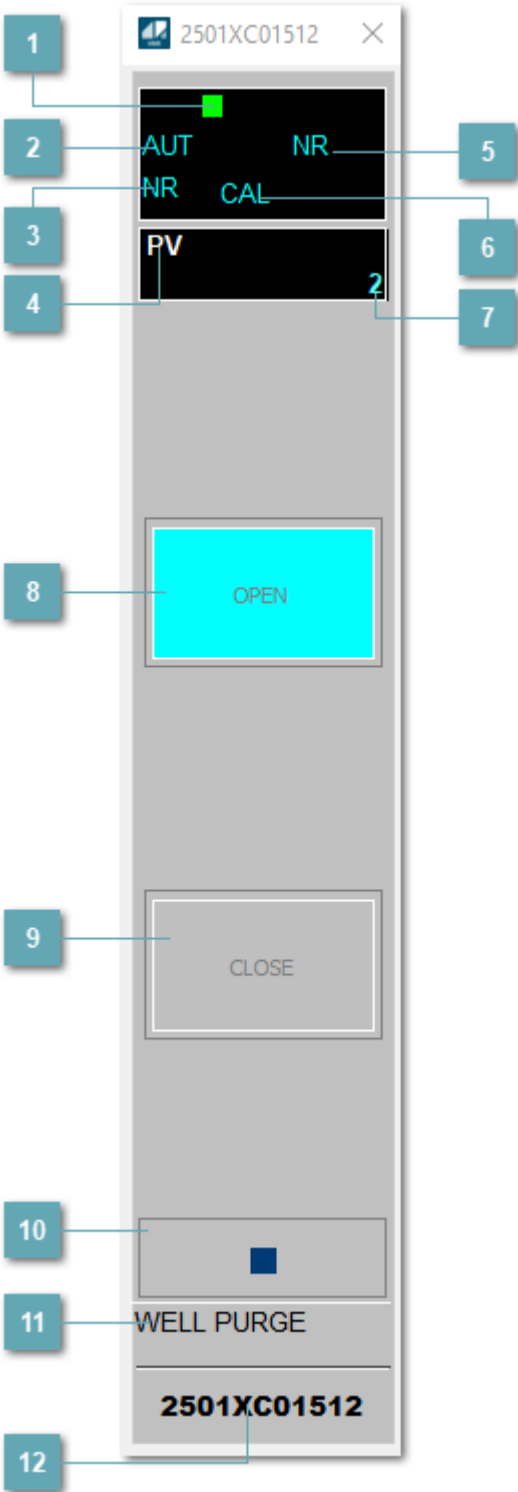 2501XC01512
1
2
AUT
NR
5
3
NR
CAL
6
4
PV
2
7
8
OPEN
9
CLOSE
10
11
WELL PURGE
2501XC01512
12